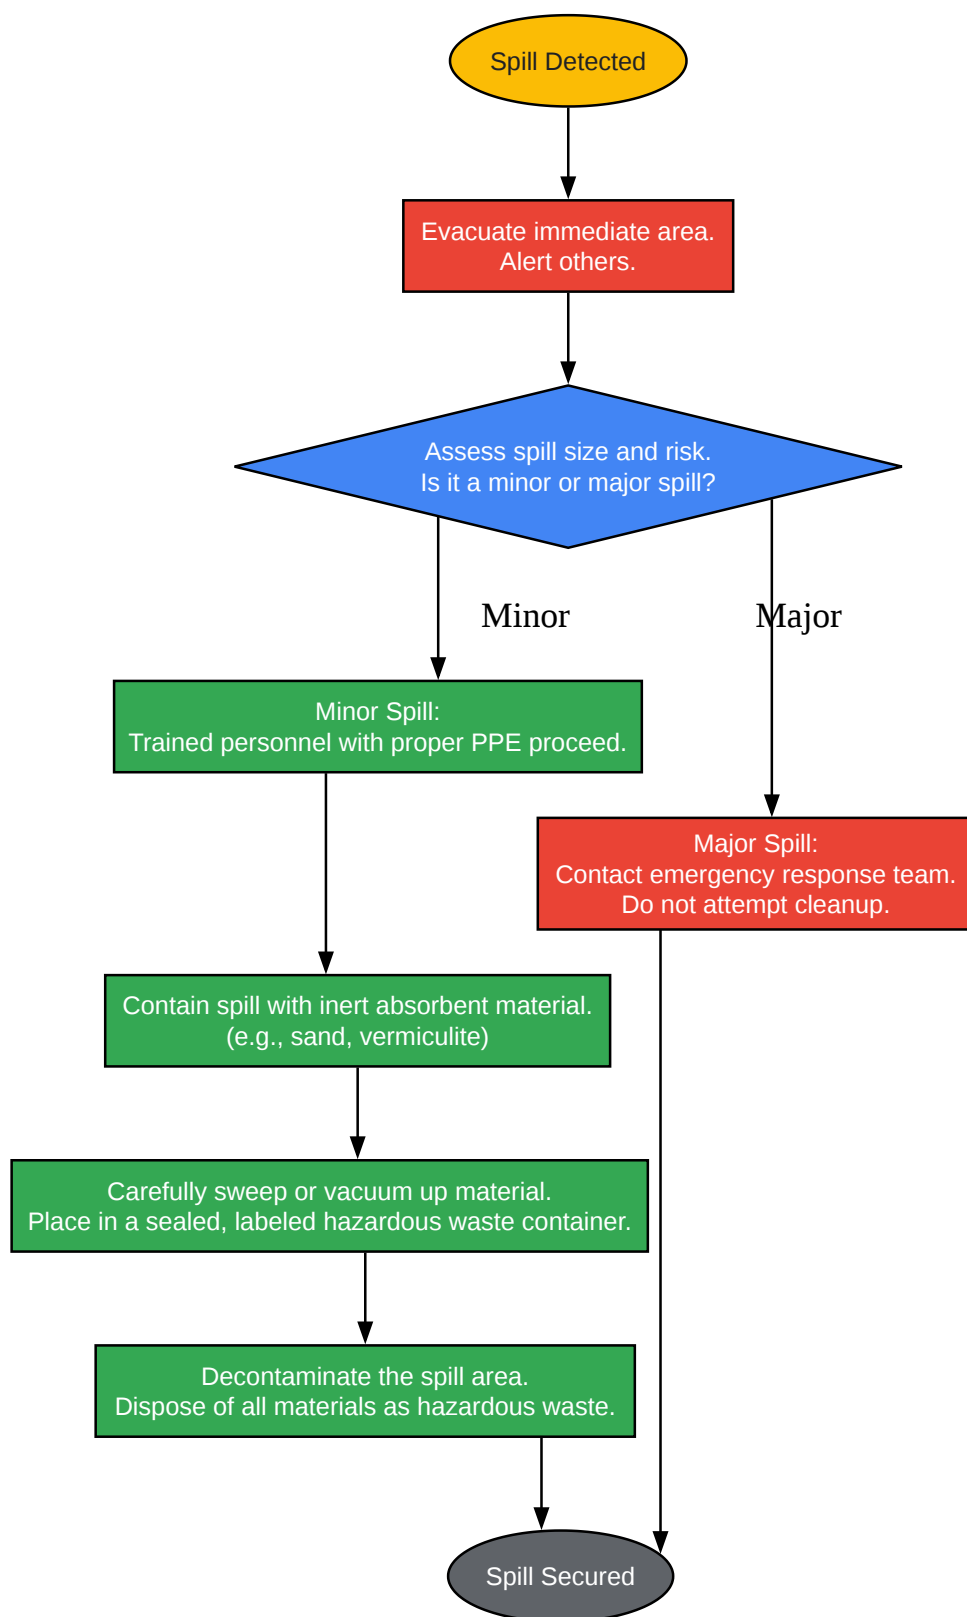 Spill Detected
Evacuate immediate area.
Alert others.
Assess spill size and risk.
Is it a minor or major spill?
Minor
Major
Minor Spill:
Trained personnel with proper PPE proceed.
Major Spill:
Contact emergency response team.
Do not attempt cleanup.
Contain spill with inert absorbent material.
(e.g., sand, vermiculite)
Carefully sweep or vacuum up material.
Place in a sealed, labeled hazardous waste container.
Decontaminate the spill area.
Dispose of all materials as hazardous waste.
Spill Secured